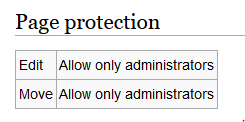 Page protection
Edit Allow only administrators
Move Allow only administrators